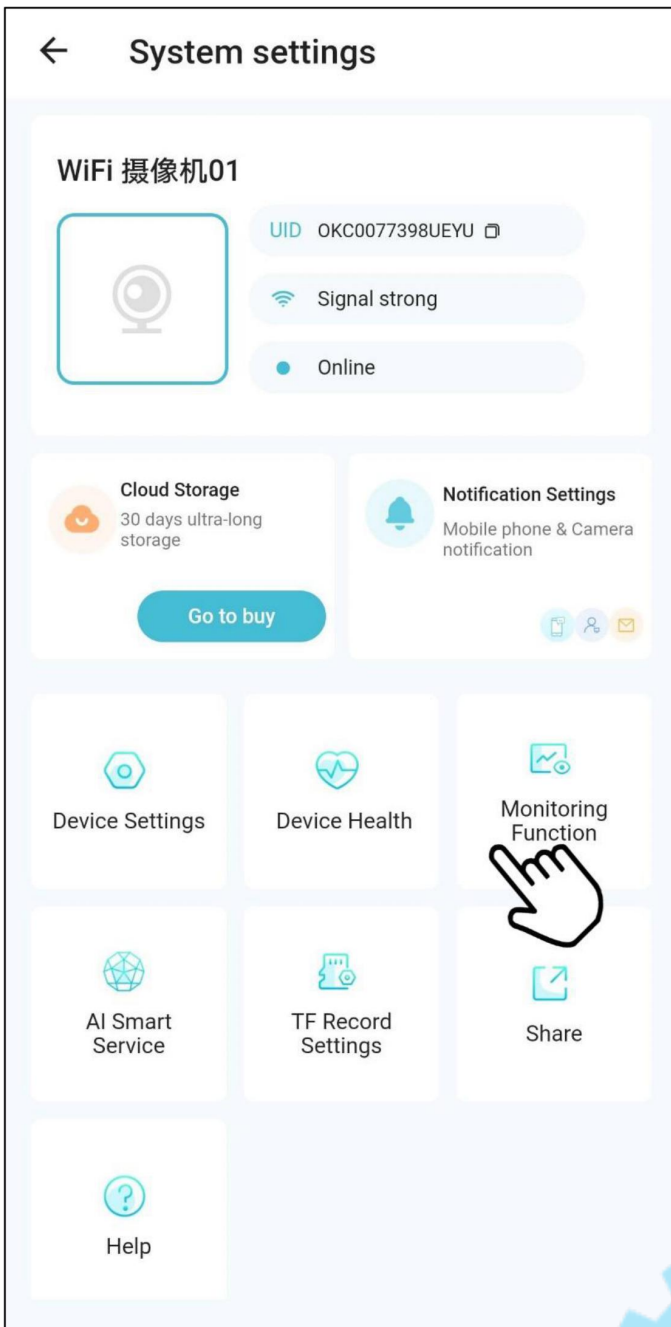 System settings
WiFi 摄像机01
UID OKC0077398UEYU
Signal strong
Online
Cloud Storage
30 days ultra-long
storage
Go to buy
Notification Settings
Mobile phone & Camera
notification
Device Settings
Device Health
Monitoring
Function
AI Smart
Service
TF Record
Settings
Share
Help